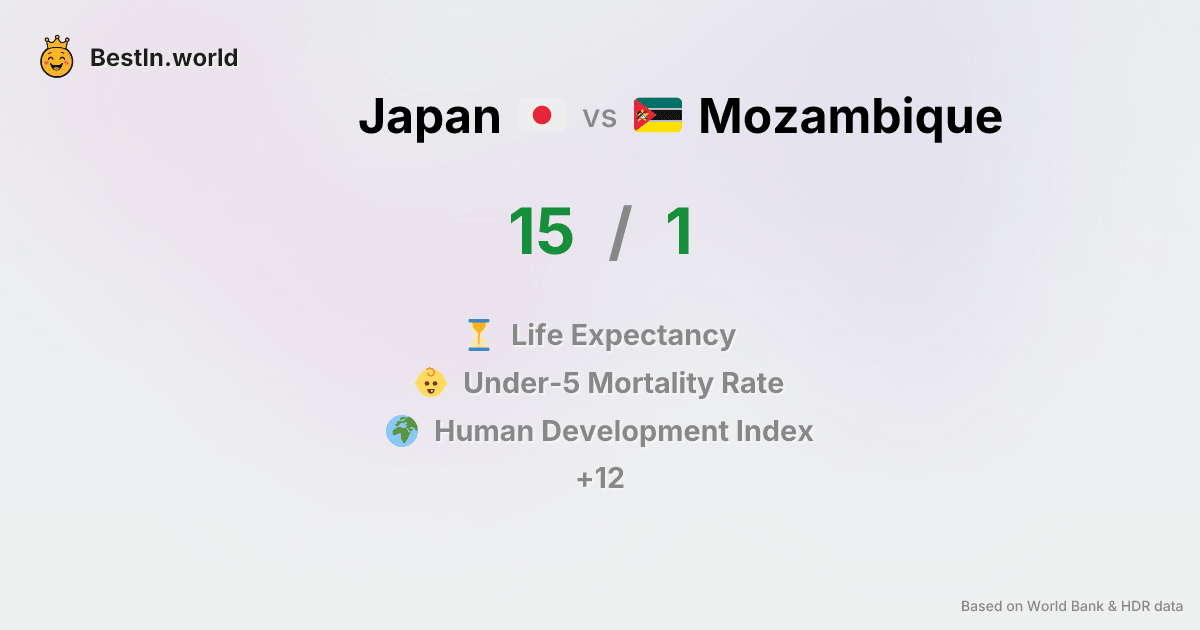 BestIn.world
Japan vs Mozambique
15 / 1
Life Expectancy
Under-5 Mortality Rate
Human Development Index
+12
Based on World Bank & HDR data